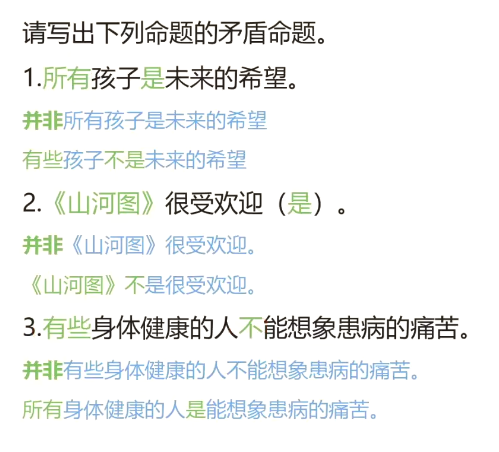 请写出下列命题的矛盾命题。
1.所有孩子是未来的希望。
并非所有孩子是未来的希望
有些孩子不是未来的希望
2.《山河图》很受欢迎（是）。
并非《山河图》很受欢迎。
《山河图》不是很受欢迎。
3.有些身体健康的人不能想象患病的痛苦。
并非有些身体健康的人不能想象患病的痛苦。
所有身体健康的人是能想象患病的痛苦。